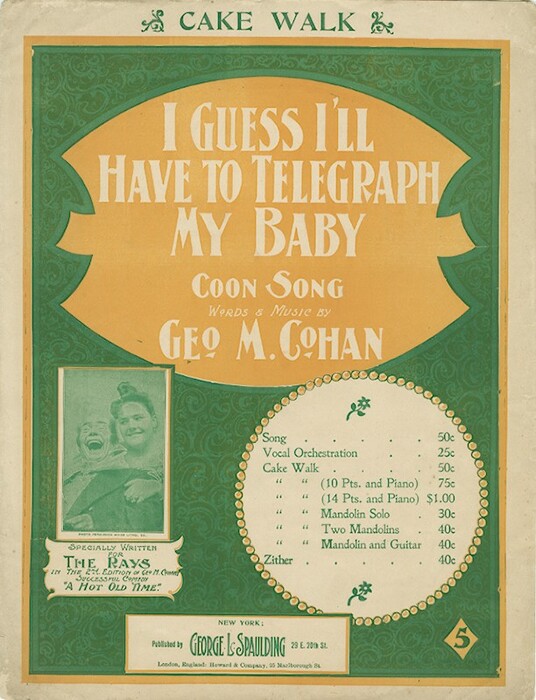 CAKE WALK
I GUESS I'LL
HAVE TO TELEGRAPH
MY BABY
COON SONG
WORDS & MUSIC BY
GEO M. COHAN
Song . . . . 50c
Vocal Orchestration . . 25c
Cake Walk . . . . 50c
" " (10 Pts. and Piano) 75c
" " (14 Pts. and Piano) $1.00
" " Mandolin Solo . 30c
" " Two Mandolins . 40c
" " Mandolin and Guitar 40c
Zither . . . . . 40c
SPECIALLY WRITTEN
FOR
THE RAYS
IN THE 2nd EDITION OF GEO M. COHAN'S
SUCCESSFUL COMEDY
"A HOT OLD TIME."
NEW YORK;
Published by GEORGE L. SPAULDING 29 E. 20th St.
London, England: Howard & Company, 25 Marlborough St.
5